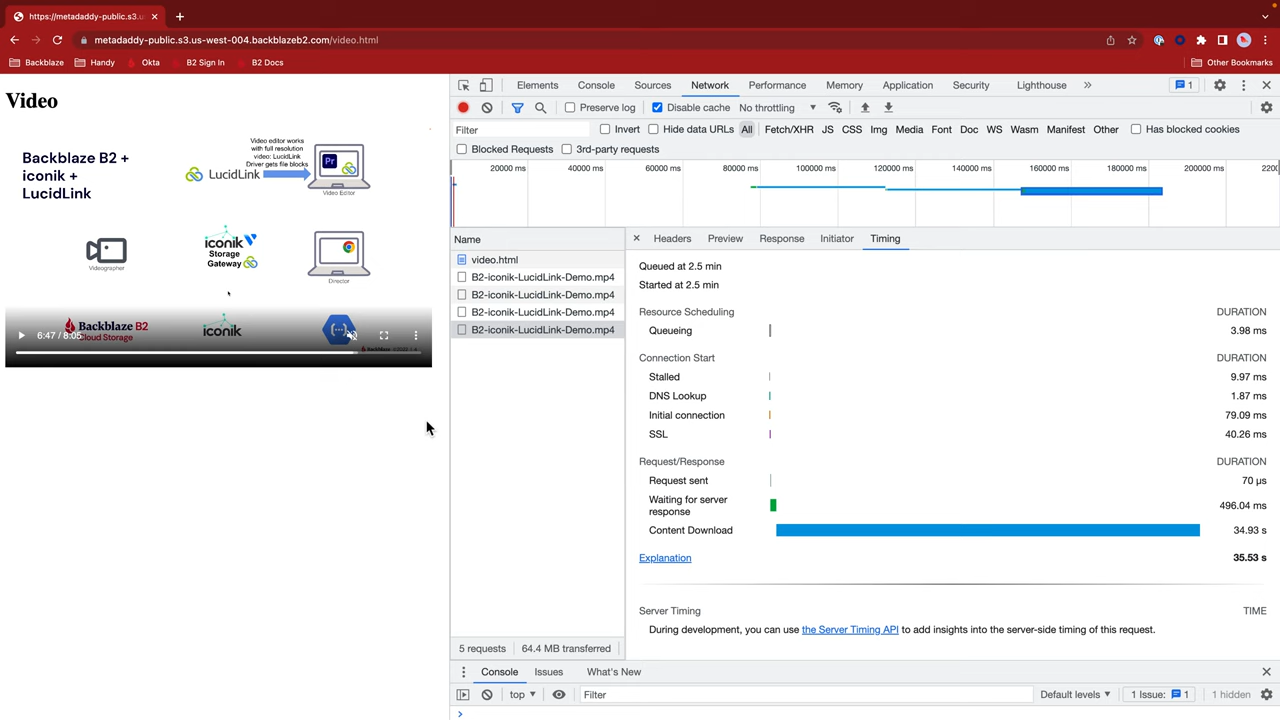 https://metadaddy-public.s3.u
metadaddy-public.s3.us-west-004.backblazeb2.com/video.html
Backblaze Handy Okta B2 Sign In B2 Docs Other Bookmarks
Video
Backblaze B2 +
iconik +
LucidLink
Video editor works
with full resolution
video: LucidLink
Driver gets file blocks
LucidLink
Pr
Video Editor
Videographer
iconik
Storage
Gateway
Director
Backblaze B2
Cloud Storage
iconik
6:47 / 8:05
Elements Console Sources Network Performance Memory Application Security Lighthouse » 1
Preserve log Disable cache No throttling
Filter Invert Hide data URLs All Fetch/XHR JS CSS Img Media Font Doc WS Wasm Manifest Other Has blocked cookies
Blocked Requests 3rd-party requests
20000 ms 40000 ms 60000 ms 80000 ms 100000 ms 120000 ms 140000 ms 160000 ms 180000 ms 200000 ms 220
Name
video.html
B2-iconik-LucidLink-Demo.mp4
B2-iconik-LucidLink-Demo.mp4
B2-iconik-LucidLink-Demo.mp4
B2-iconik-LucidLink-Demo.mp4
5 requests 64.4 MB transferred
Headers Preview Response Initiator Timing
Queued at 2.5 min
Started at 2.5 min
Resource Scheduling DURATION
Queueing 3.98 ms
Connection Start DURATION
Stalled 9.97 ms
DNS Lookup 1.87 ms
Initial connection 79.09 ms
SSL 40.26 ms
Request/Response DURATION
Request sent 70 µs
Waiting for server
response 496.04 ms
Content Download 34.93 s
Explanation 35.53 s
Server Timing TIME
During development, you can use the Server Timing API to add insights into the server-side timing of this request.
Console Issues What's New
top Filter Default levels 1 Issue: 1 1 hidden